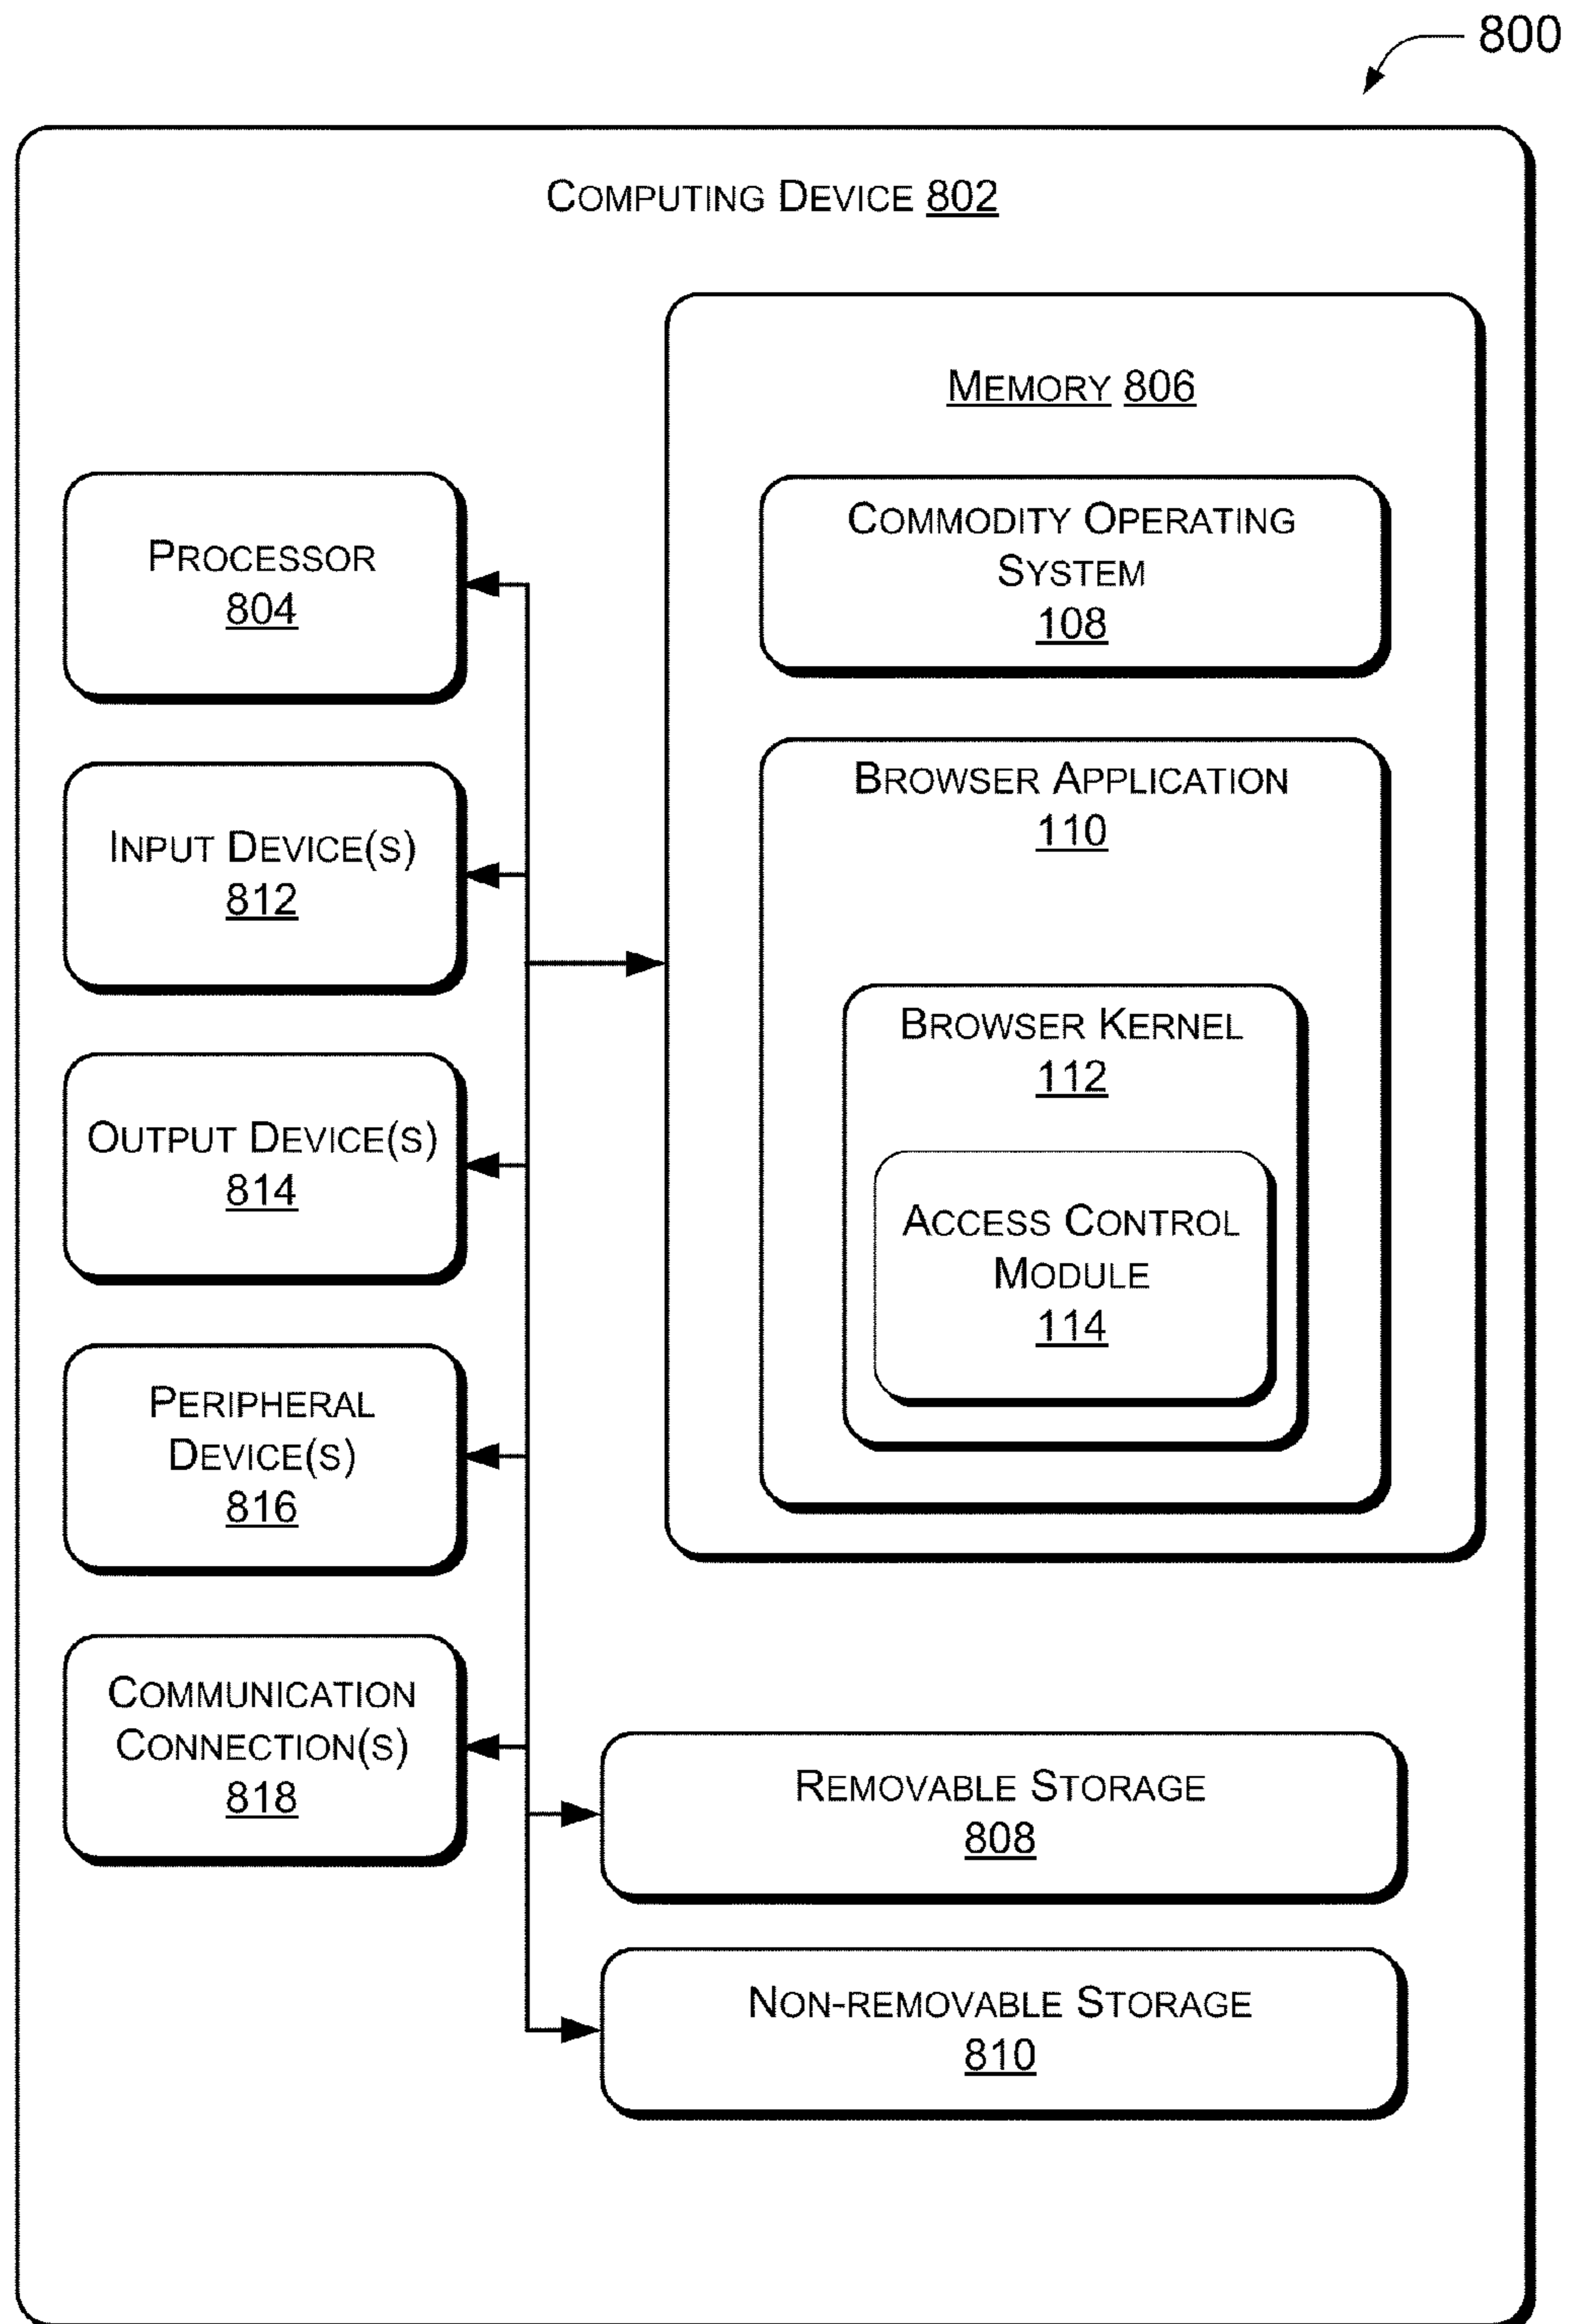 800
COMPUTING DEVICE 802
MEMORY 806
COMMODITY OPERATING
SYSTEM
108
PROCESSOR
804
BROWSER APPLICATION
110
INPUT DEVICE(S)
812
BROWSER KERNEL
112
OUTPUT DEVICE(S)
814
ACCESS CONTROL
MODULE
114
PERIPHERAL
DEVICE(S)
816
COMMUNICATION
CONNECTION(S)
818
REMOVABLE STORAGE
808
NON-REMOVABLE STORAGE
810